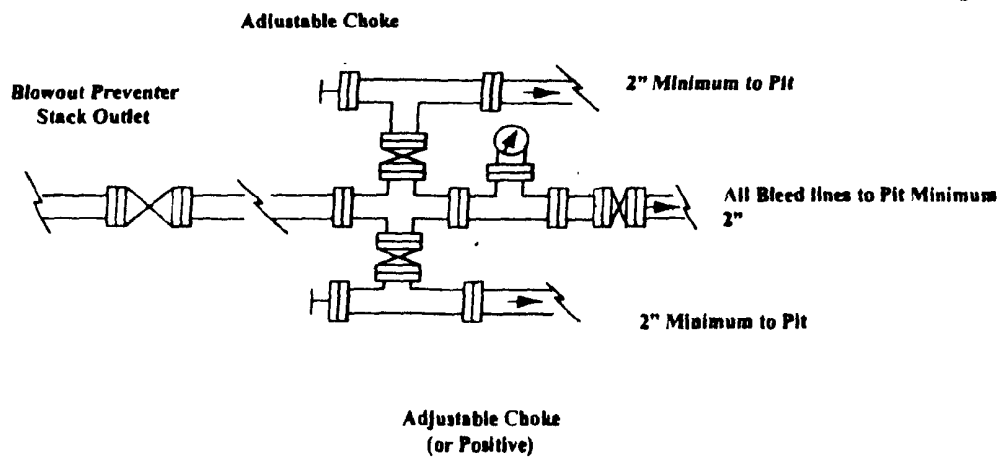 Adjustable Choke
2" Minimum to Pit
Blowout Preventer
Stack Outlet
All Bleed lines to Pit Minimum
2"
2" Minimum to Pit
Adjustable Choke
(or Positive)